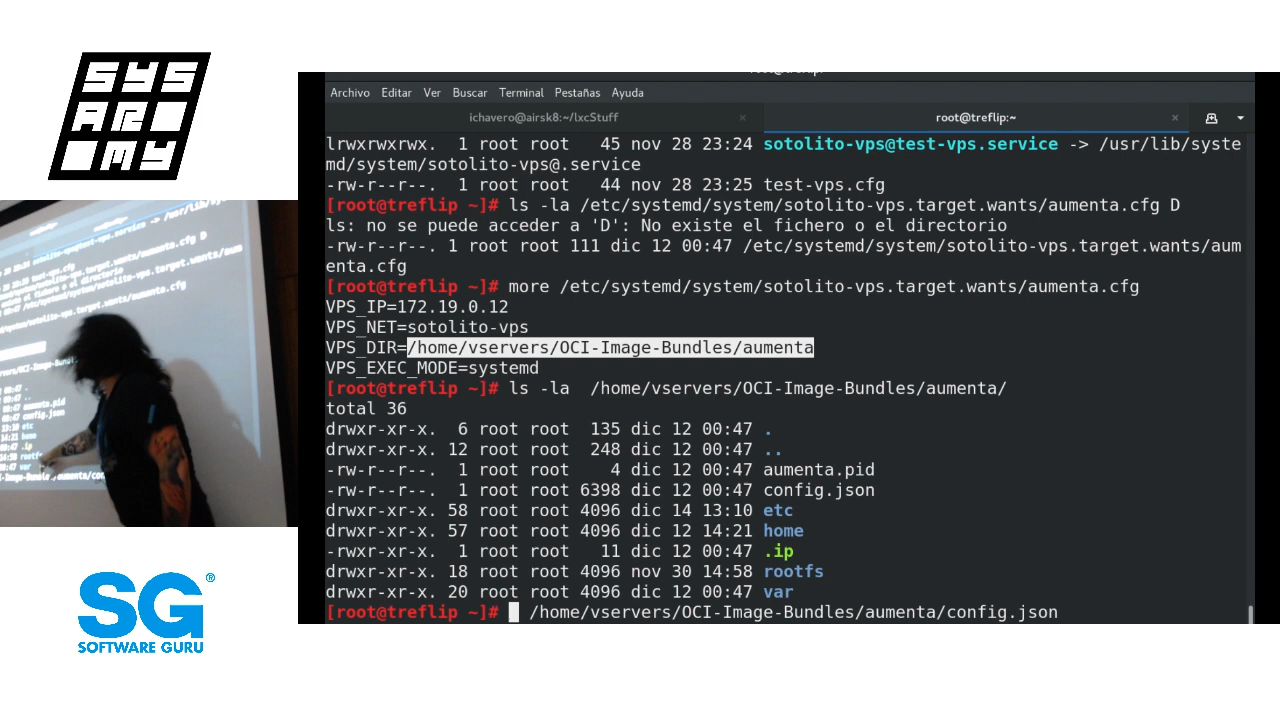 SYS
AR
MY
root@treflip:~
Archivo Editar Ver Buscar Terminal Pestañas Ayuda
ichavero@airsk8:~/lxcStuff × root@treflip:~ ×
lrwxrwxrwx. 1 root root 45 nov 28 23:24 sotolito-vps@test-vps.service -> /usr/lib/syste
md/system/sotolito-vps@.service
-rw-r--r--. 1 root root 44 nov 28 23:25 test-vps.cfg
[root@treflip ~]# ls -la /etc/systemd/system/sotolito-vps.target.wants/aumenta.cfg D
ls: no se puede acceder a 'D': No existe el fichero o el directorio
-rw-r--r--. 1 root root 111 dic 12 00:47 /etc/systemd/system/sotolito-vps.target.wants/aum
enta.cfg
[root@treflip ~]# more /etc/systemd/system/sotolito-vps.target.wants/aumenta.cfg
VPS_IP=172.19.0.12
VPS_NET=sotolito-vps
VPS_DIR=/home/vservers/OCI-Image-Bundles/aumenta
VPS_EXEC_MODE=systemd
[root@treflip ~]# ls -la  /home/vservers/OCI-Image-Bundles/aumenta/
total 36
drwxr-xr-x. 6 root root 135 dic 12 00:47 .
drwxr-xr-x. 12 root root 248 dic 12 00:47 ..
-rw-r--r--. 1 root root 4 dic 12 00:47 aumenta.pid
-rw-r--r--. 1 root root 6398 dic 12 00:47 config.json
drwxr-xr-x. 58 root root 4096 dic 14 13:10 etc
drwxr-xr-x. 57 root root 4096 dic 12 14:21 home
-rwxr-xr-x. 1 root root 11 dic 12 00:47 .ip
drwxr-xr-x. 18 root root 4096 nov 30 14:58 rootfs
drwxr-xr-x. 20 root root 4096 dic 12 00:47 var
[root@treflip ~]# /home/vservers/OCI-Image-Bundles/aumenta/config.json
SG®
SOFTWARE GURU